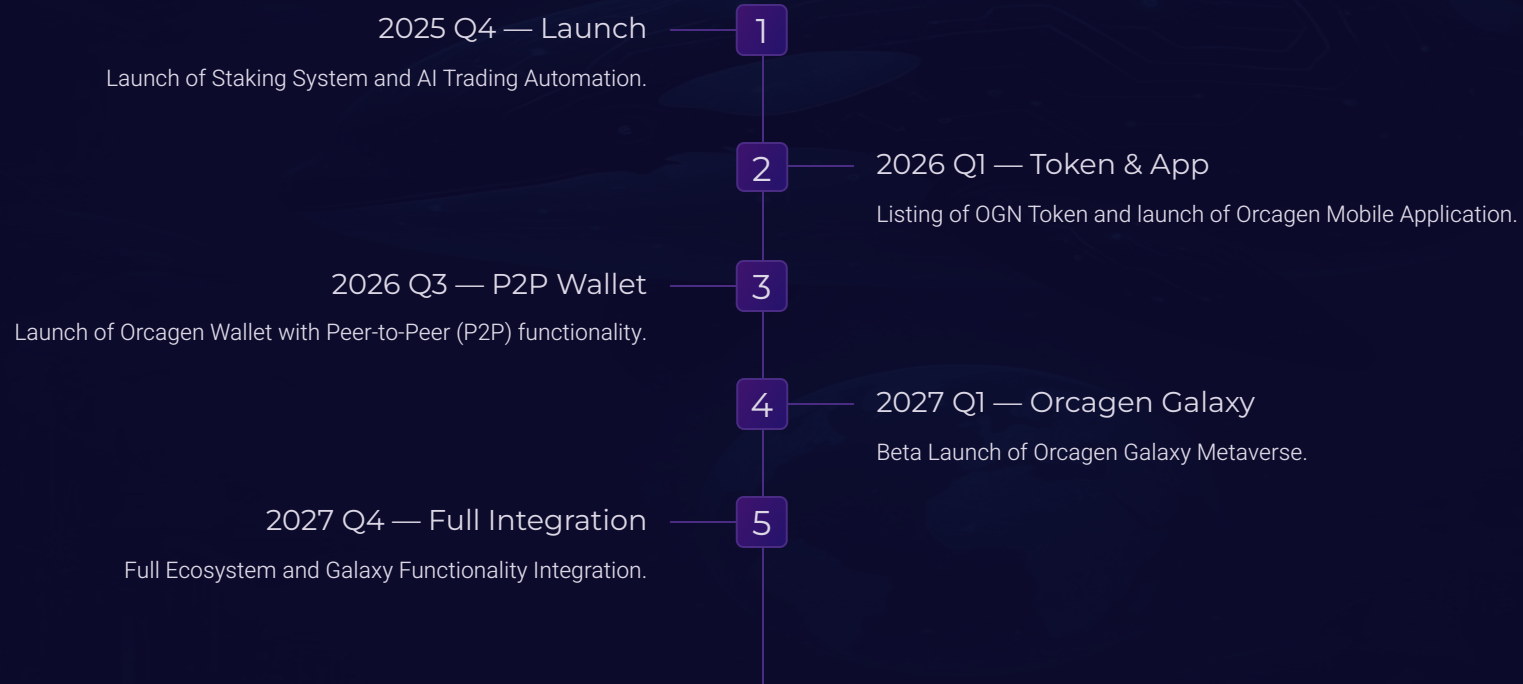 2025 Q4 — Launch
1
Launch of Staking System and AI Trading Automation.
2
2026 Q1 — Token & App
Listing of OGN Token and launch of Orcagen Mobile Application.
2026 Q3 — P2P Wallet
3
Launch of Orcagen Wallet with Peer-to-Peer (P2P) functionality.
4
2027 Q1 — Orcagen Galaxy
Beta Launch of Orcagen Galaxy Metaverse.
2027 Q4 — Full Integration
5
Full Ecosystem and Galaxy Functionality Integration.